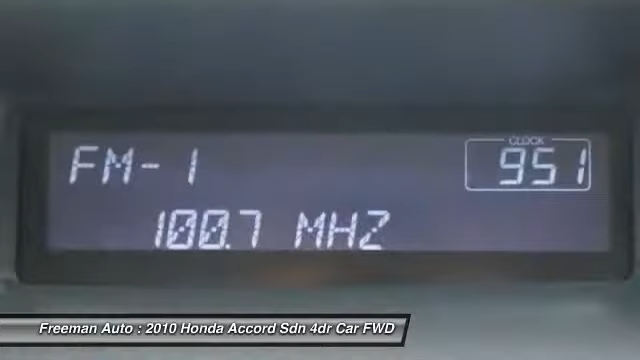 CLOCK
FM-1 951
100.7 MHZ
Freeman Auto : 2010 Honda Accord Sdn 4dr Car FWD